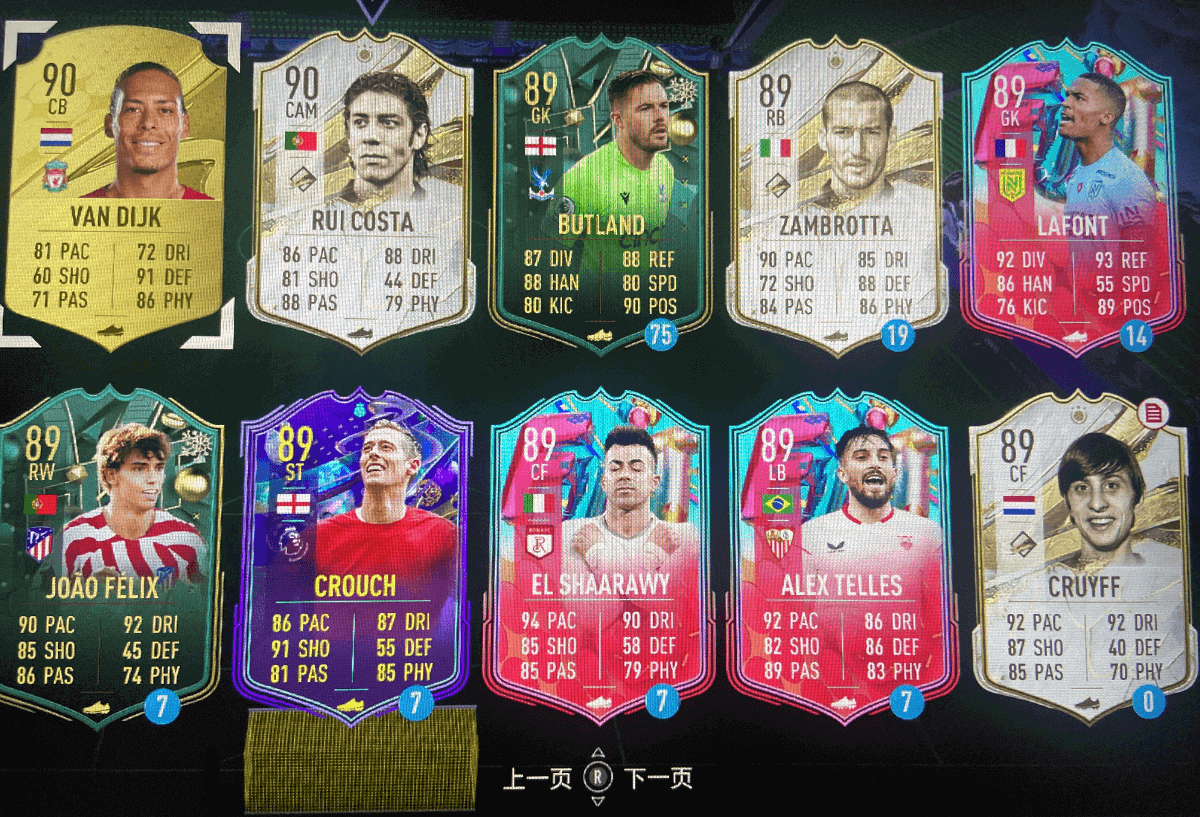 90
CB
VAN DIJK
81 PAC 72 DRI
60 SHO 91 DEF
71 PAS 86 PHY
90
CAM
RUI COSTA
86 PAC 88 DRI
81 SHO 44 DEF
88 PAS 79 PHY
89
GK
BUTLAND
87 DIV 88 REF
88 HAN 80 SPD
80 KIC 90 POS
75
89
RB
ZAMBROTTA
90 PAC 85 DRI
72 SHO 88 DEF
84 PAS 86 PHY
19
89
GK
LAFONT
92 DIV 93 REF
86 HAN 55 SPD
76 KIC 89 POS
14
89
RW
JOÃO FÉLIX
90 PAC 92 DRI
85 SHO 45 DEF
86 PAS 74 PHY
7
89
ST
CROUCH
86 PAC 87 DRI
91 SHO 55 DEF
81 PAS 85 PHY
7
89
CF
EL SHAARAWY
94 PAC 90 DRI
85 SHO 58 DEF
85 PAS 79 PHY
7
89
LB
ALEX TELLES
92 PAC 86 DRI
82 SHO 86 DEF
89 PAS 83 PHY
7
89
CF
CRUYFF
92 PAC 92 DRI
87 SHO 40 DEF
85 PAS 70 PHY
0
上一页 R 下一页